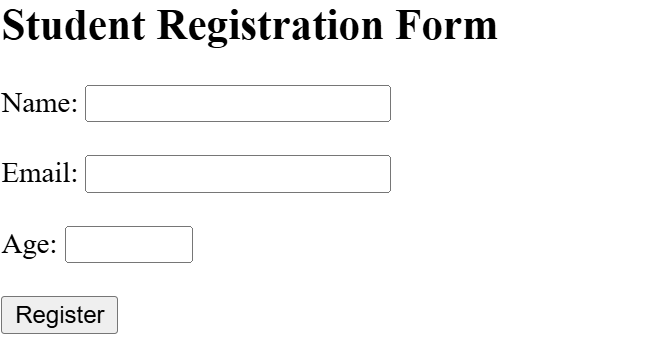 Student Registration Form
Name:
Email:
Age:
Register